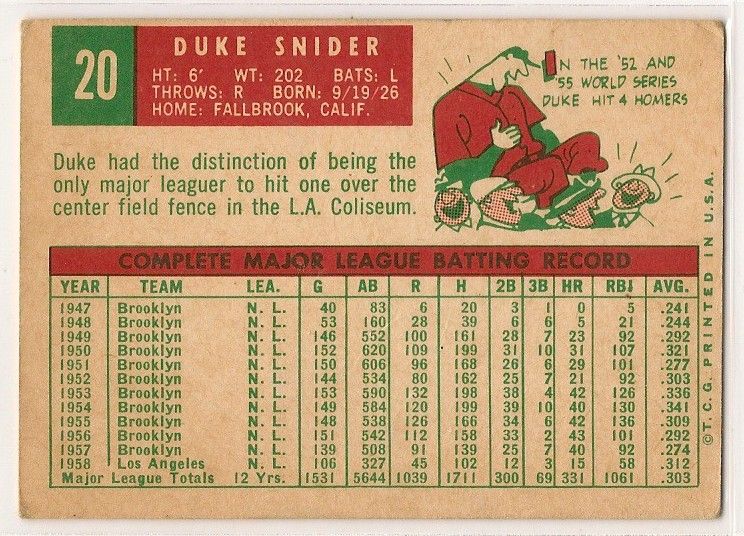 20
DUKE SNIDER
HT: 6' WT: 202 BATS: L
THROWS: R BORN: 9/19/26
HOME: FALLBROOK, CALIF.
IN THE '52 AND
'55 WORLD SERIES
DUKE HIT 4 HOMERS
Duke had the distinction of being the
only major leaguer to hit one over the
center field fence in the L.A. Coliseum.
COMPLETE MAJOR LEAGUE BATTING RECORD
YEAR TEAM LEA. G AB R H 2B 3B HR RBI AVG.
1947 Brooklyn N. L. 40 83 6 20 3 1 0 5 .241
1948 Brooklyn N. L. 53 160 28 39 6 6 5 21 .244
1949 Brooklyn N. L. 146 552 100 161 28 7 23 92 .292
1950 Brooklyn N. L. 152 620 109 199 31 10 31 107 .321
1951 Brooklyn N. L. 150 606 96 168 26 6 29 101 .277
1952 Brooklyn N. L. 144 534 80 162 25 7 21 92 .303
1953 Brooklyn N. L. 153 590 132 198 38 4 42 126 .336
1954 Brooklyn N. L. 149 584 120 199 39 10 40 130 .341
1955 Brooklyn N. L. 148 538 126 166 34 6 42 136 .309
1956 Brooklyn N. L. 151 542 112 158 33 2 43 101 .292
1957 Brooklyn N. L. 139 508 91 139 25 7 40 92 .274
1958 Los Angeles N. L. 106 327 45 102 12 3 15 58 .312
Major League Totals 12 Yrs. 1531 5644 1039 1711 300 69 331 1061 .303
©T.C.G. PRINTED IN U.S.A.